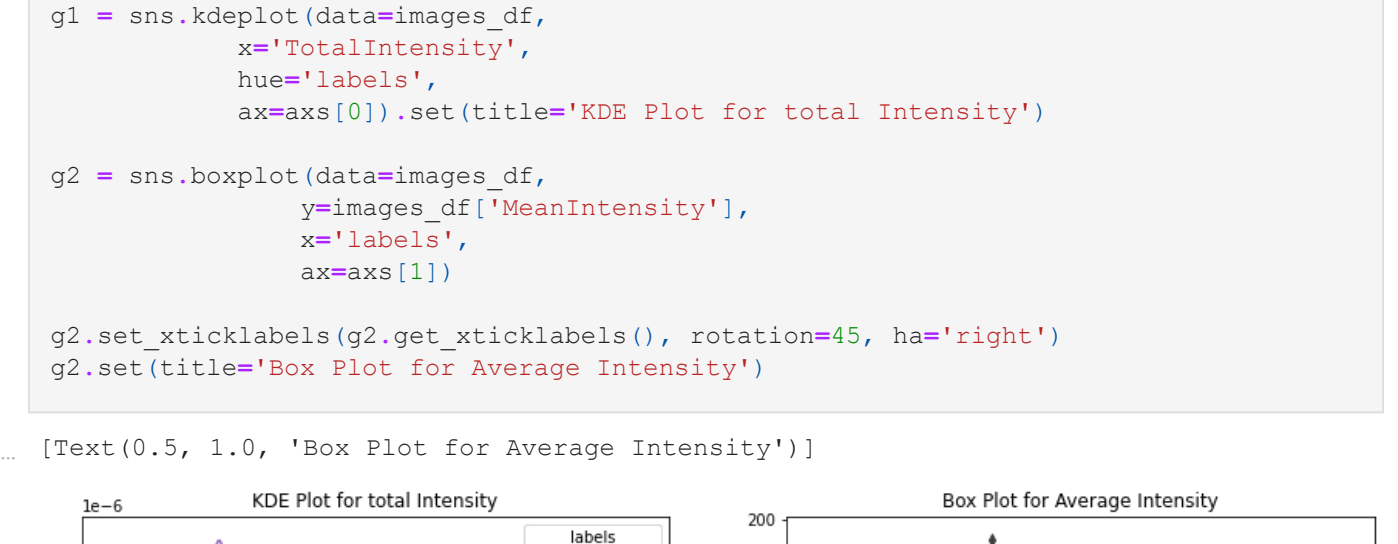 g1 = sns.kdeplot(data=images_df,
            x='TotalIntensity',
            hue='labels',
            ax=axs[0]).set(title='KDE Plot for total Intensity')
g2 = sns.boxplot(data=images_df,
                y=images_df['MeanIntensity'],
                x='labels',
                ax=axs[1])
g2.set_xticklabels(g2.get_xticklabels(), rotation=45, ha='right')
g2.set(title='Box Plot for Average Intensity')
... [Text(0.5, 1.0, 'Box Plot for Average Intensity')]
1e−6 KDE Plot for total Intensity
labels
Box Plot for Average Intensity
200